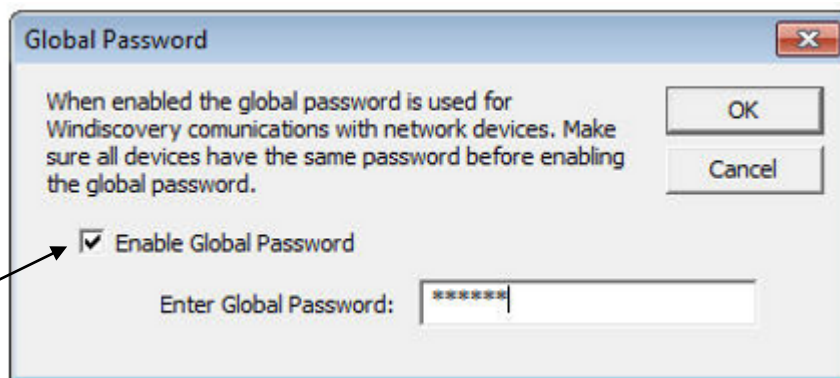 Global Password
When enabled the global password is used for
Windiscovery comunications with network devices. Make
sure all devices have the same password before enabling
the global password.
OK
Cancel
Enable Global Password
Enter Global Password: ******